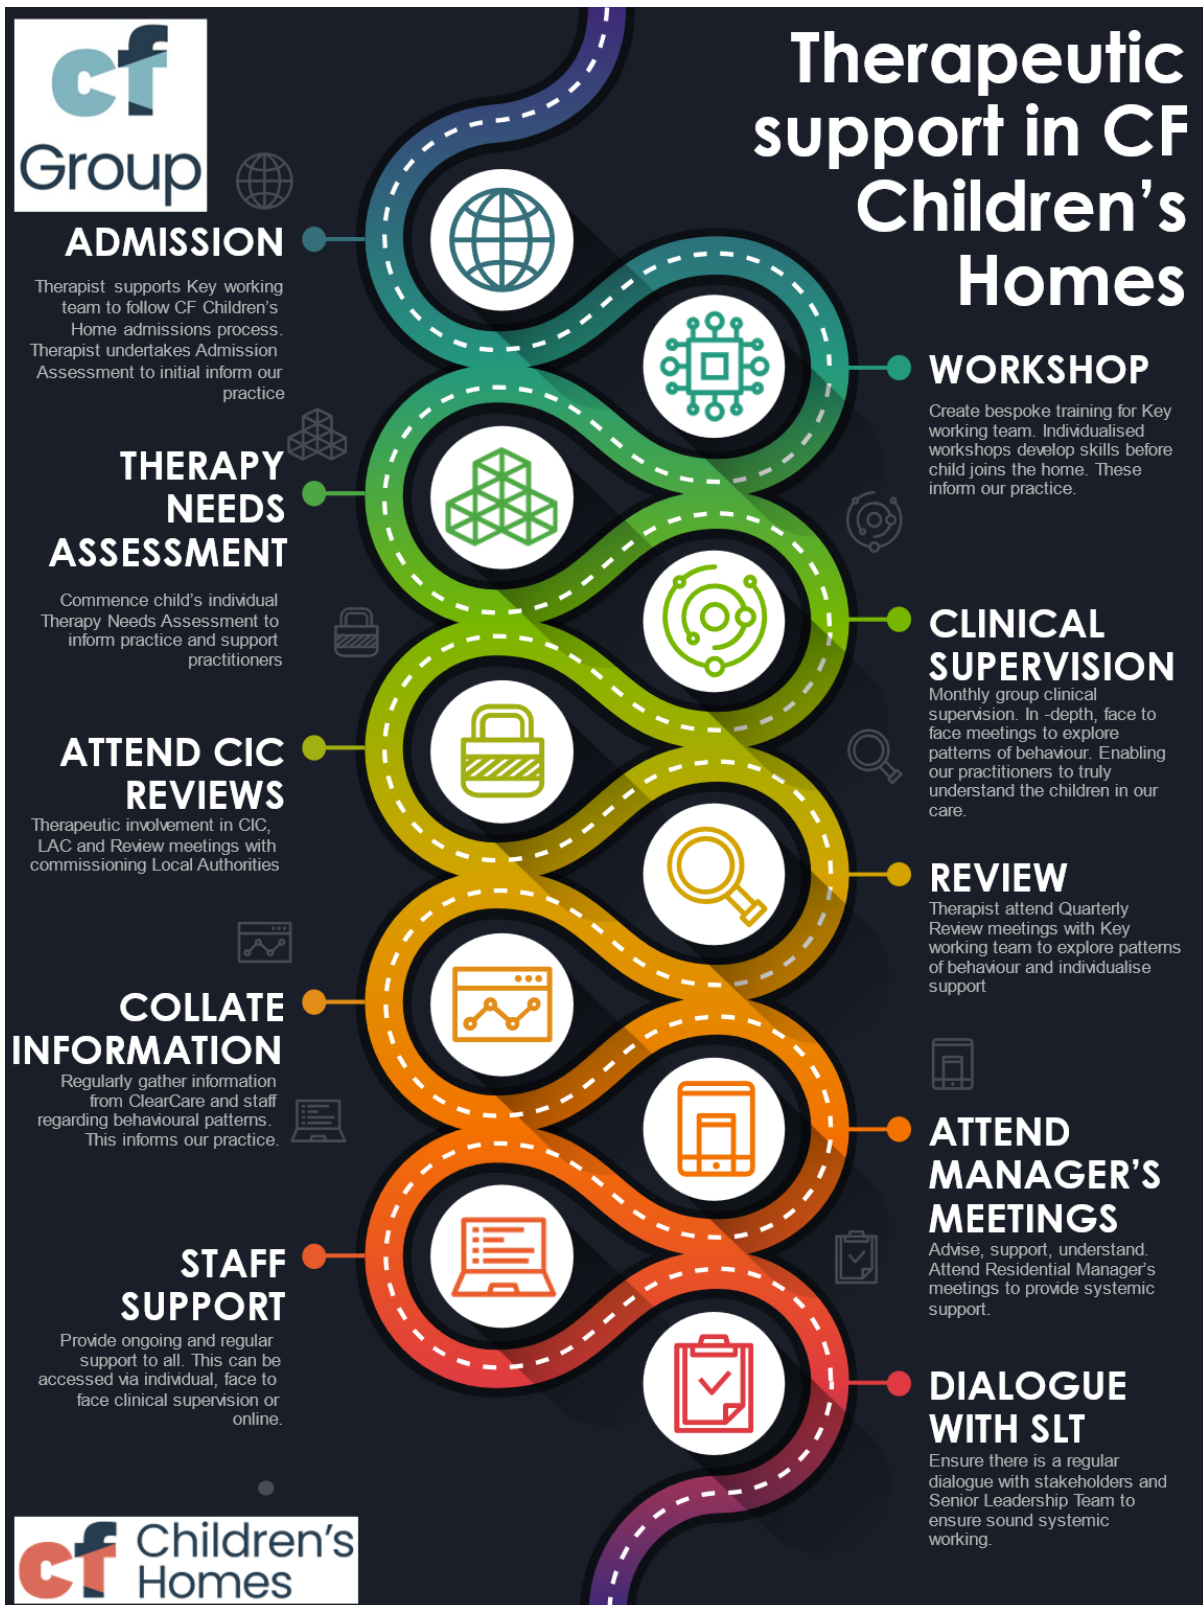 cf
Group
Therapeutic
support in CF
Children's
Homes
ADMISSION
Therapist supports Key working
team to follow CF Children's
Home admissions process.
Therapist undertakes Admission
Assessment to initial inform our
practice
WORKSHOP
Create bespoke training for Key
working team. Individualised
workshops develop skills before
child joins the home. These
inform our practice.
THERAPY
NEEDS
ASSESSMENT
Commence child's individual
Therapy Needs Assessment to
inform practice and support
practitioners
CLINICAL
SUPERVISION
Monthly group clinical
supervision. In -depth, face to
face meetings to explore
patterns of behaviour. Enabling
our practitioners to truly
understand the children in our
care.
ATTEND CIC
REVIEWS
Therapeutic involvement in CIC,
LAC and Review meetings with
commissioning Local Authorities
REVIEW
Therapist attend Quarterly
Review meetings with Key
working team to explore patterns
of behaviour and individualise
support
COLLATE
INFORMATION
Regularly gather information
from ClearCare and staff
regarding behavioural patterns.
This informs our practice.
ATTEND
MANAGER'S
MEETINGS
Advise, support, understand.
Attend Residential Manager's
meetings to provide systemic
support.
STAFF
SUPPORT
Provide ongoing and regular
support to all. This can be
accessed via individual, face to
face clinical supervision or
online.
DIALOGUE
WITH SLT
Ensure there is a regular
dialogue with stakeholders and
Senior Leadership Team to
ensure sound systemic
working.
cf Children's
Homes